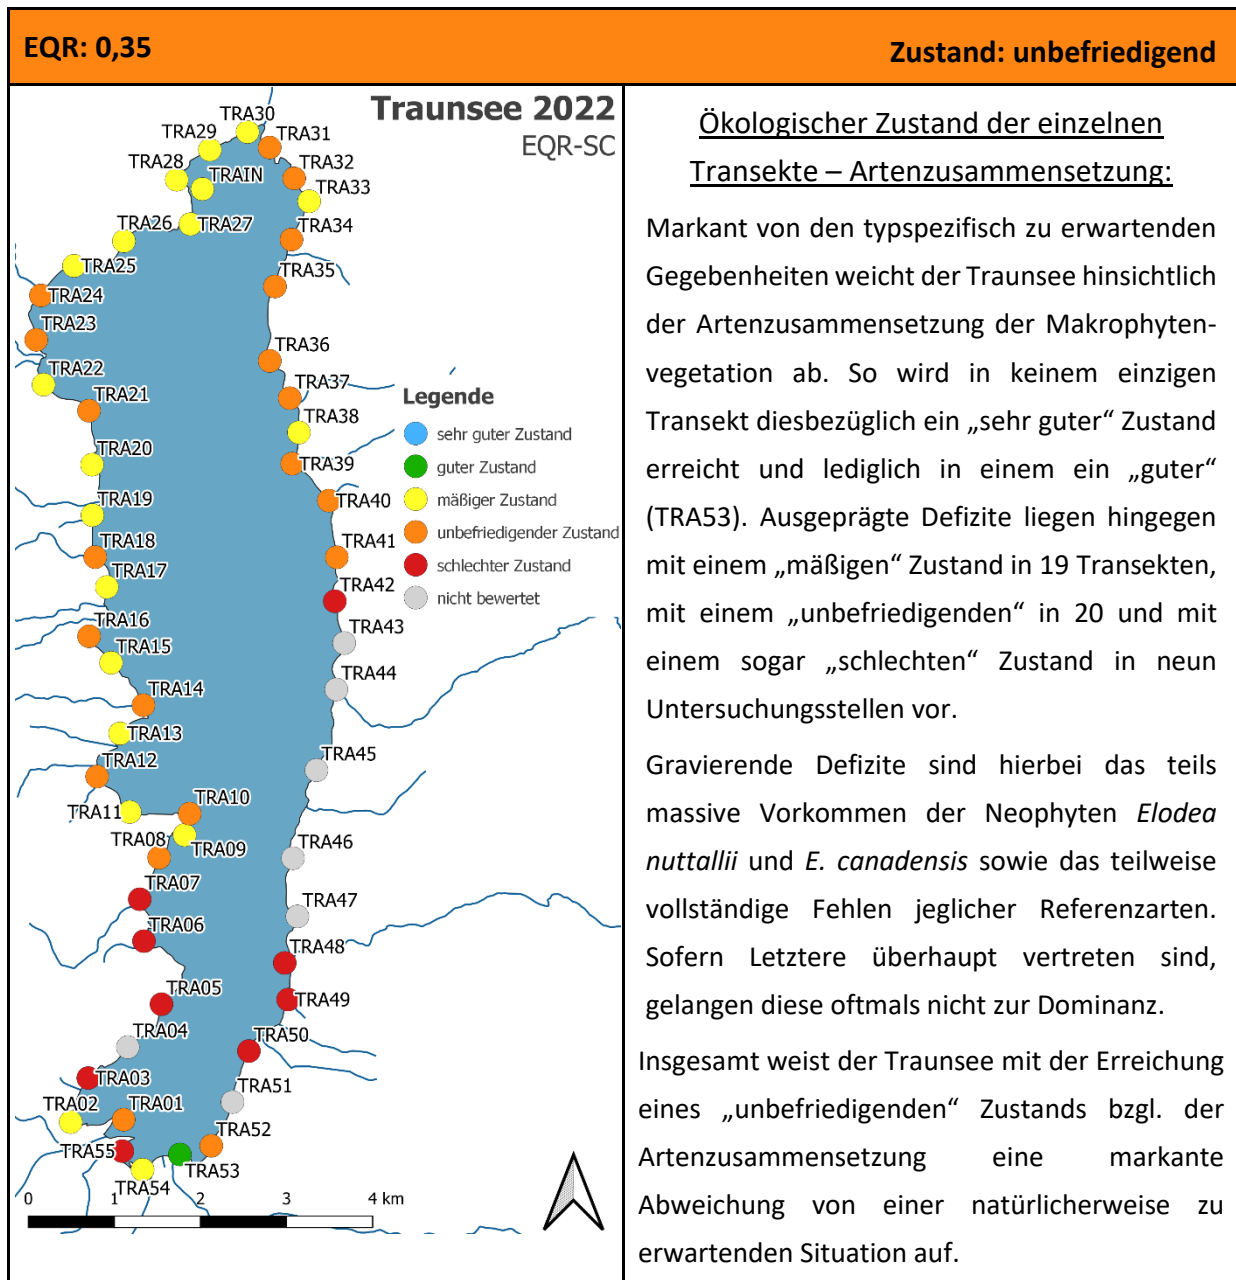 EQR: 0,35
Zustand: unbefriedigend
Traunsee 2022
EQR-SC
TRA30
TRA29
TRA31
TRA28
TRAIN
TRA32
TRA33
TRA26
TRA27
TRA34
TRA25
TRA35
TRA24
TRA23
TRA36
TRA22
TRA37
TRA21
TRA38
TRA20
TRA39
TRA19
TRA40
TRA18
TRA41
TRA17
TRA42
TRA16
TRA43
TRA15
TRA44
TRA14
TRA13
TRA45
TRA12
TRA11
TRA10
TRA08
TRA09
TRA46
TRA07
TRA47
TRA06
TRA48
TRA05
TRA49
TRA04
TRA50
TRA03
TRA51
TRA02
TRA01
TRA52
TRA55
TRA53
TRA54
Legende
sehr guter Zustand
guter Zustand
mäßiger Zustand
unbefriedigender Zustand
schlechter Zustand
nicht bewertet
0 1 2 3 4 km
Ökologischer Zustand der einzelnen
Transekte – Artenzusammensetzung:
Markant von den typspezifisch zu erwartenden
Gegebenheiten weicht der Traunsee hinsichtlich
der Artenzusammensetzung der Makrophyten-
vegetation ab. So wird in keinem einzigen
Transekt diesbezüglich ein „sehr guter“ Zustand
erreicht und lediglich in einem ein „guter“
(TRA53). Ausgeprägte Defizite liegen hingegen
mit einem „mäßigen“ Zustand in 19 Transekten,
mit einem „unbefriedigenden“ in 20 und mit
einem sogar „schlechten“ Zustand in neun
Untersuchungsstellen vor.
Gravierende Defizite sind hierbei das teils
massive Vorkommen der Neophyten Elodea
nuttallii und E. canadensis sowie das teilweise
vollständige Fehlen jeglicher Referenzarten.
Sofern Letztere überhaupt vertreten sind,
gelangen diese oftmals nicht zur Dominanz.
Insgesamt weist der Traunsee mit der Erreichung
eines „unbefriedigenden“ Zustands bzgl. der
Artenzusammensetzung eine markante
Abweichung von einer natürlicherweise zu
erwartenden Situation auf.